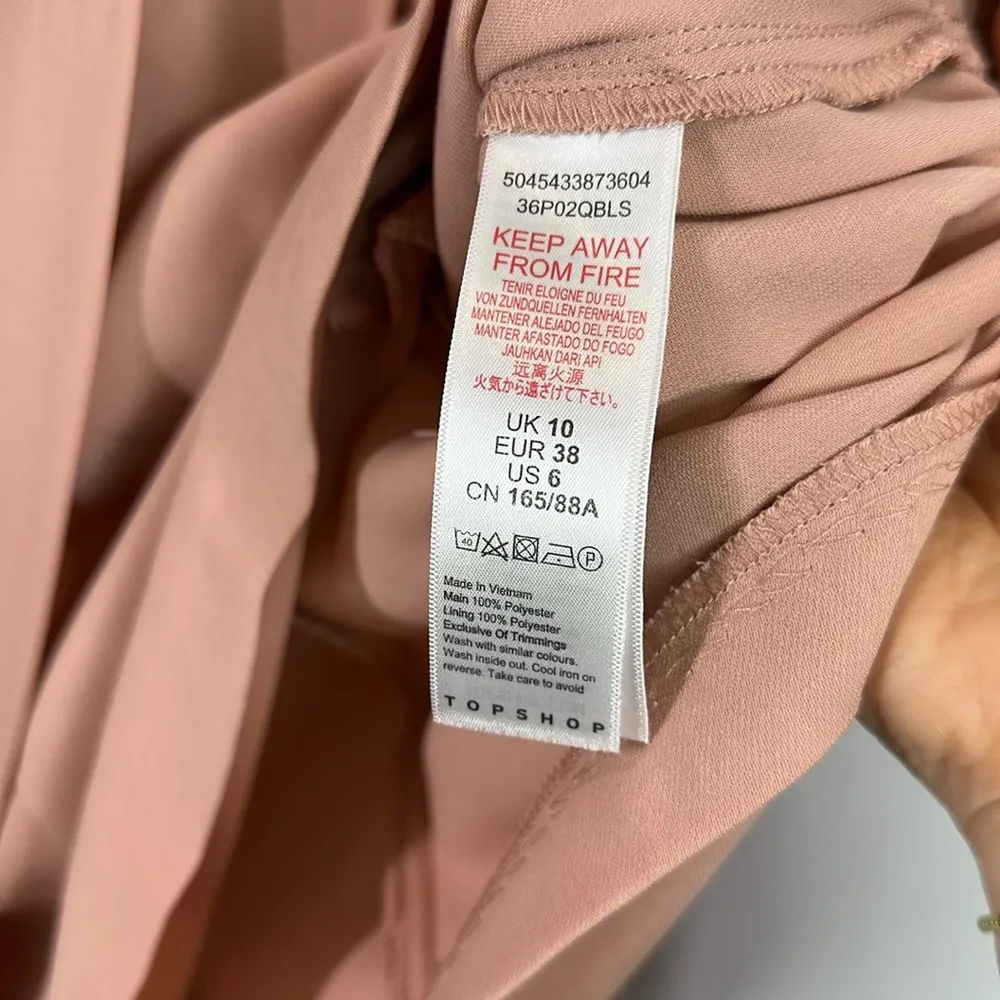 5045433873604
36P02QBLS
KEEP AWAY
FROM FIRE
TENIR ELOIGNE DU FEU
VON ZUNDQUELLEN FERNHALTEN
MANTENER ALEJADO DEL FEUGO
MANTER AFASTADO DO FOGO
JAUHKAN DARI API
远离火源
火気から遠ざけて下さい。
UK 10
EUR 38
US 6
CN 165/88A
40 P
Made In Vietnam
Main 100% Polyester
Lining 100% Polyester
Exclusive Of Trimmings
Wash with similar colours.
Wash inside out. Cool iron on
reverse. Take care to avoid
TOPSHOP